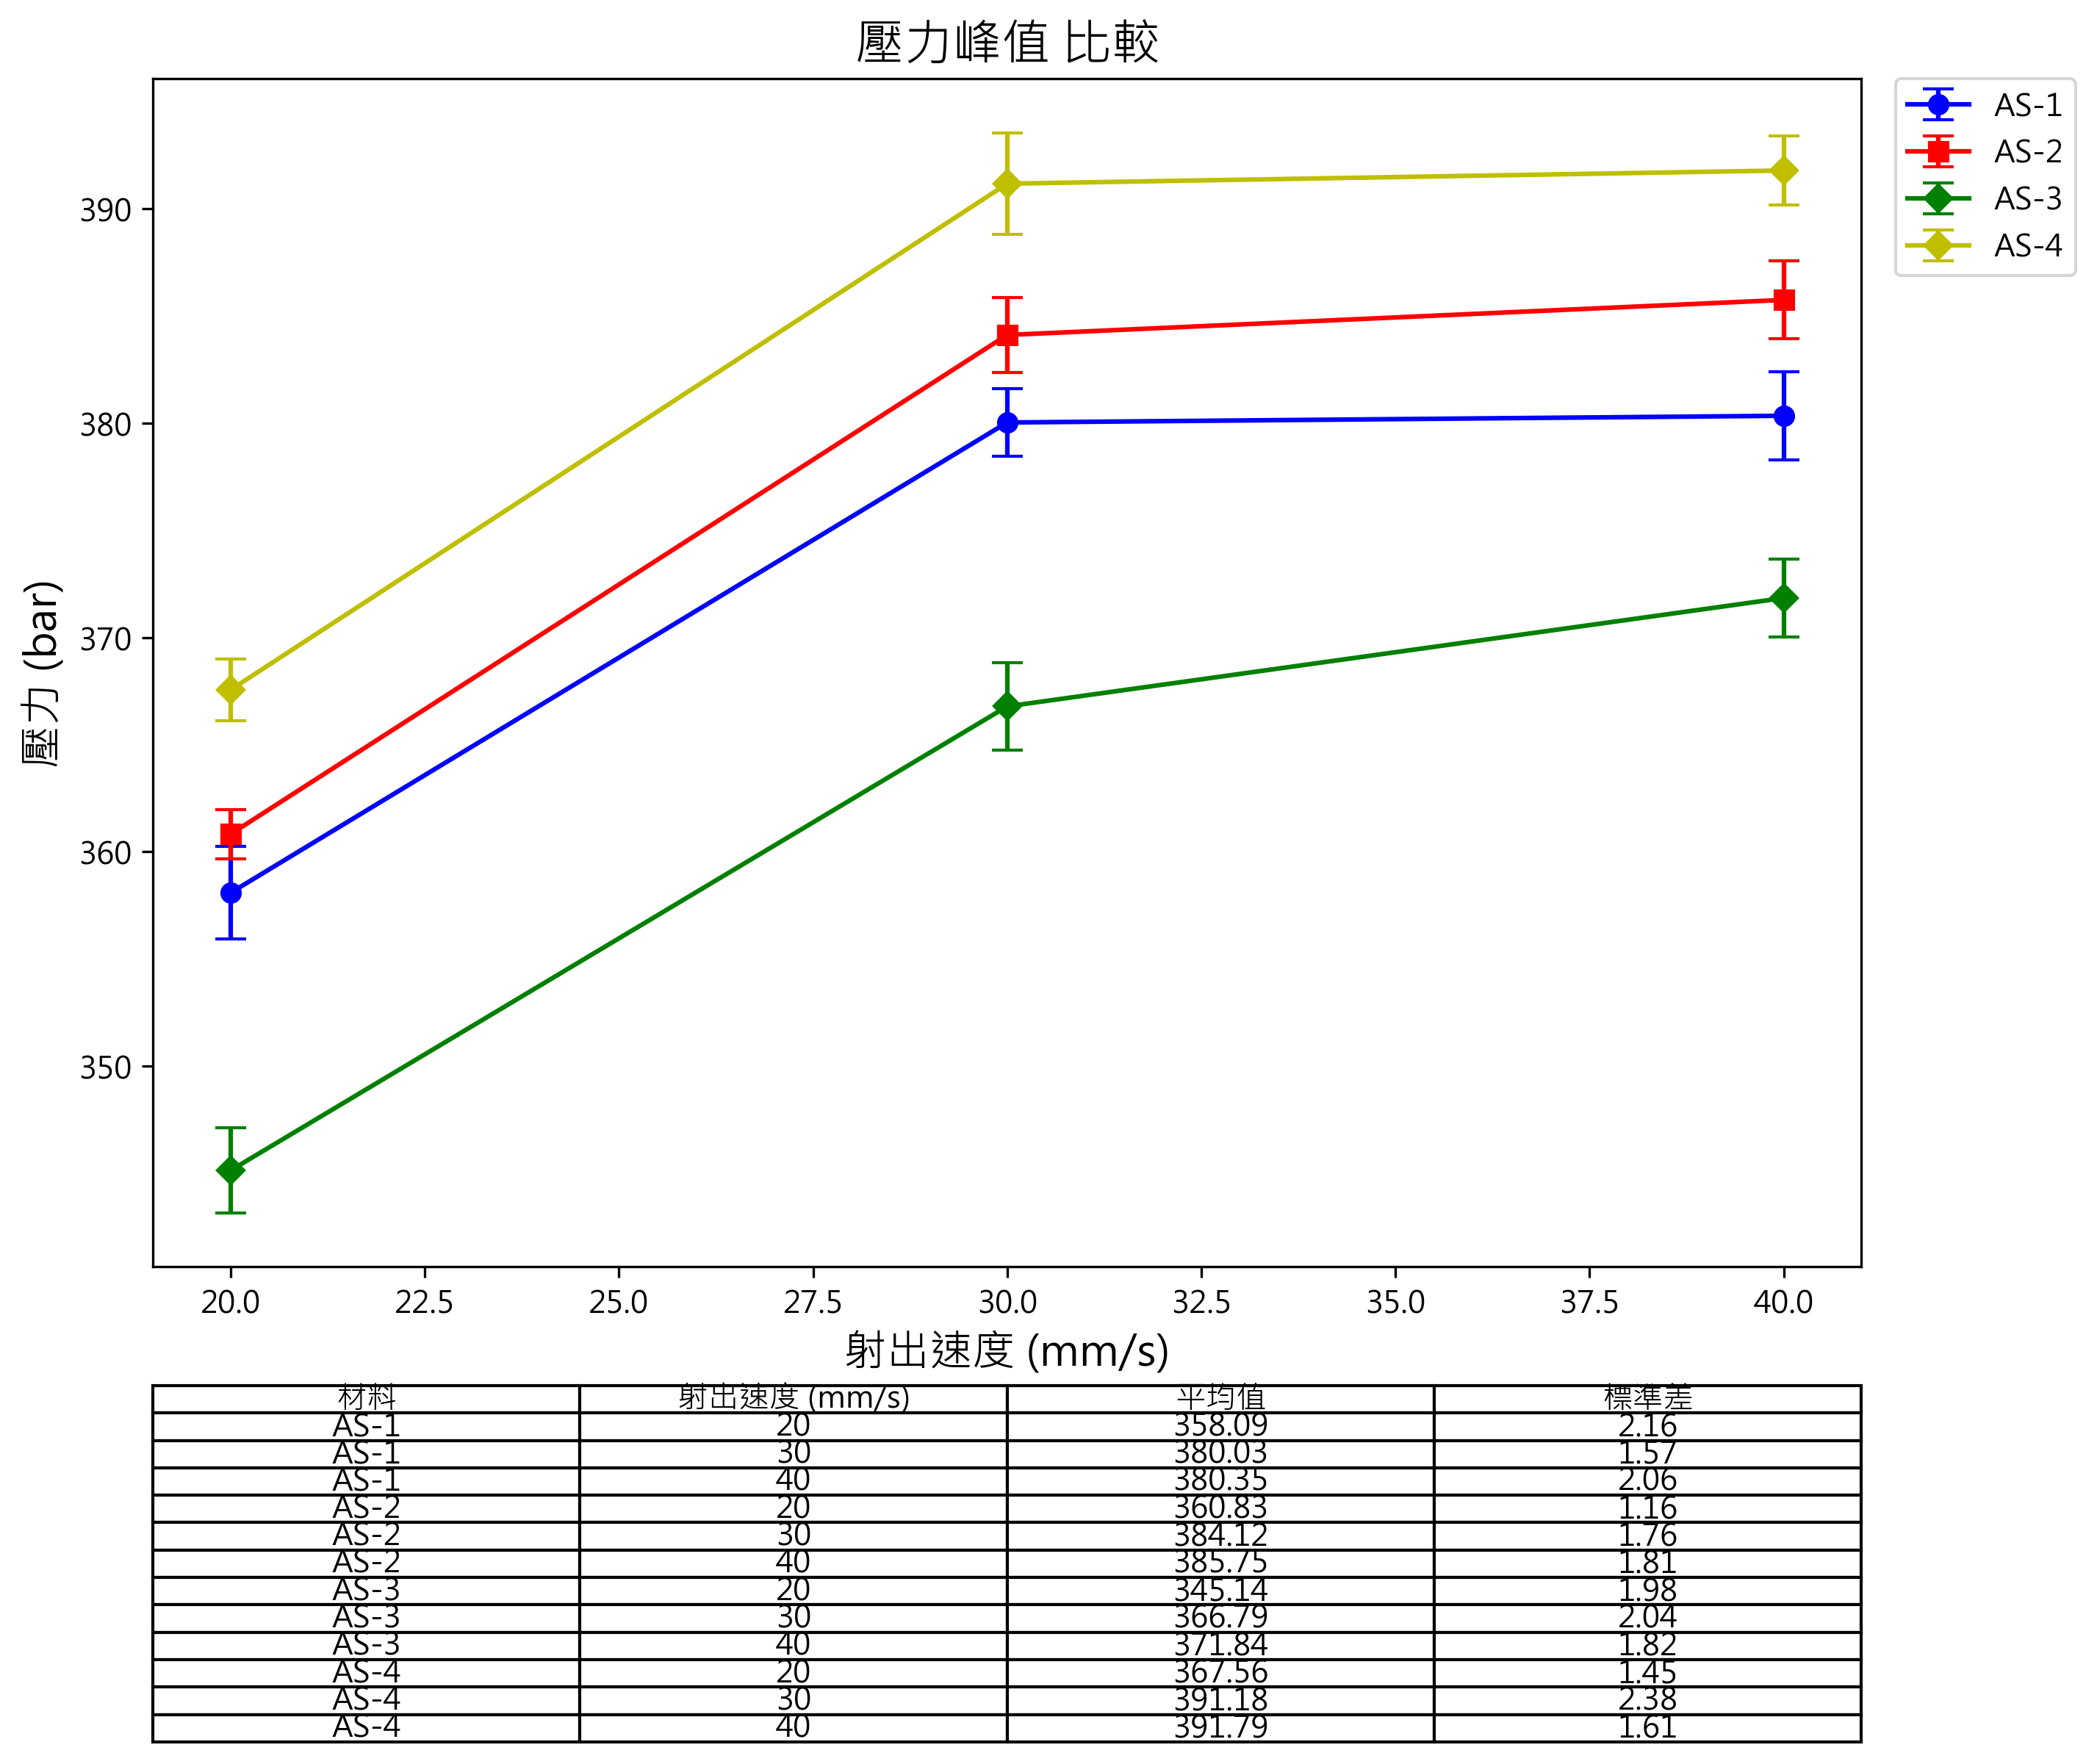 壓力峰值 比較
AS-1
AS-2
AS-3
AS-4
390
380
370
360
350
壓力 (bar)
20.0 22.5 25.0 27.5 30.0 32.5 35.0 37.5 40.0
射出速度 (mm/s)
材料 射出速度 (mm/s) 平均值 標準差
AS-1 20 358.09 2.16
AS-1 30 380.03 1.57
AS-1 40 380.35 2.06
AS-2 20 360.83 1.16
AS-2 30 384.12 1.76
AS-2 40 385.75 1.81
AS-3 20 345.14 1.98
AS-3 30 366.79 2.04
AS-3 40 371.84 1.82
AS-4 20 367.56 1.45
AS-4 30 391.18 2.38
AS-4 40 391.79 1.61